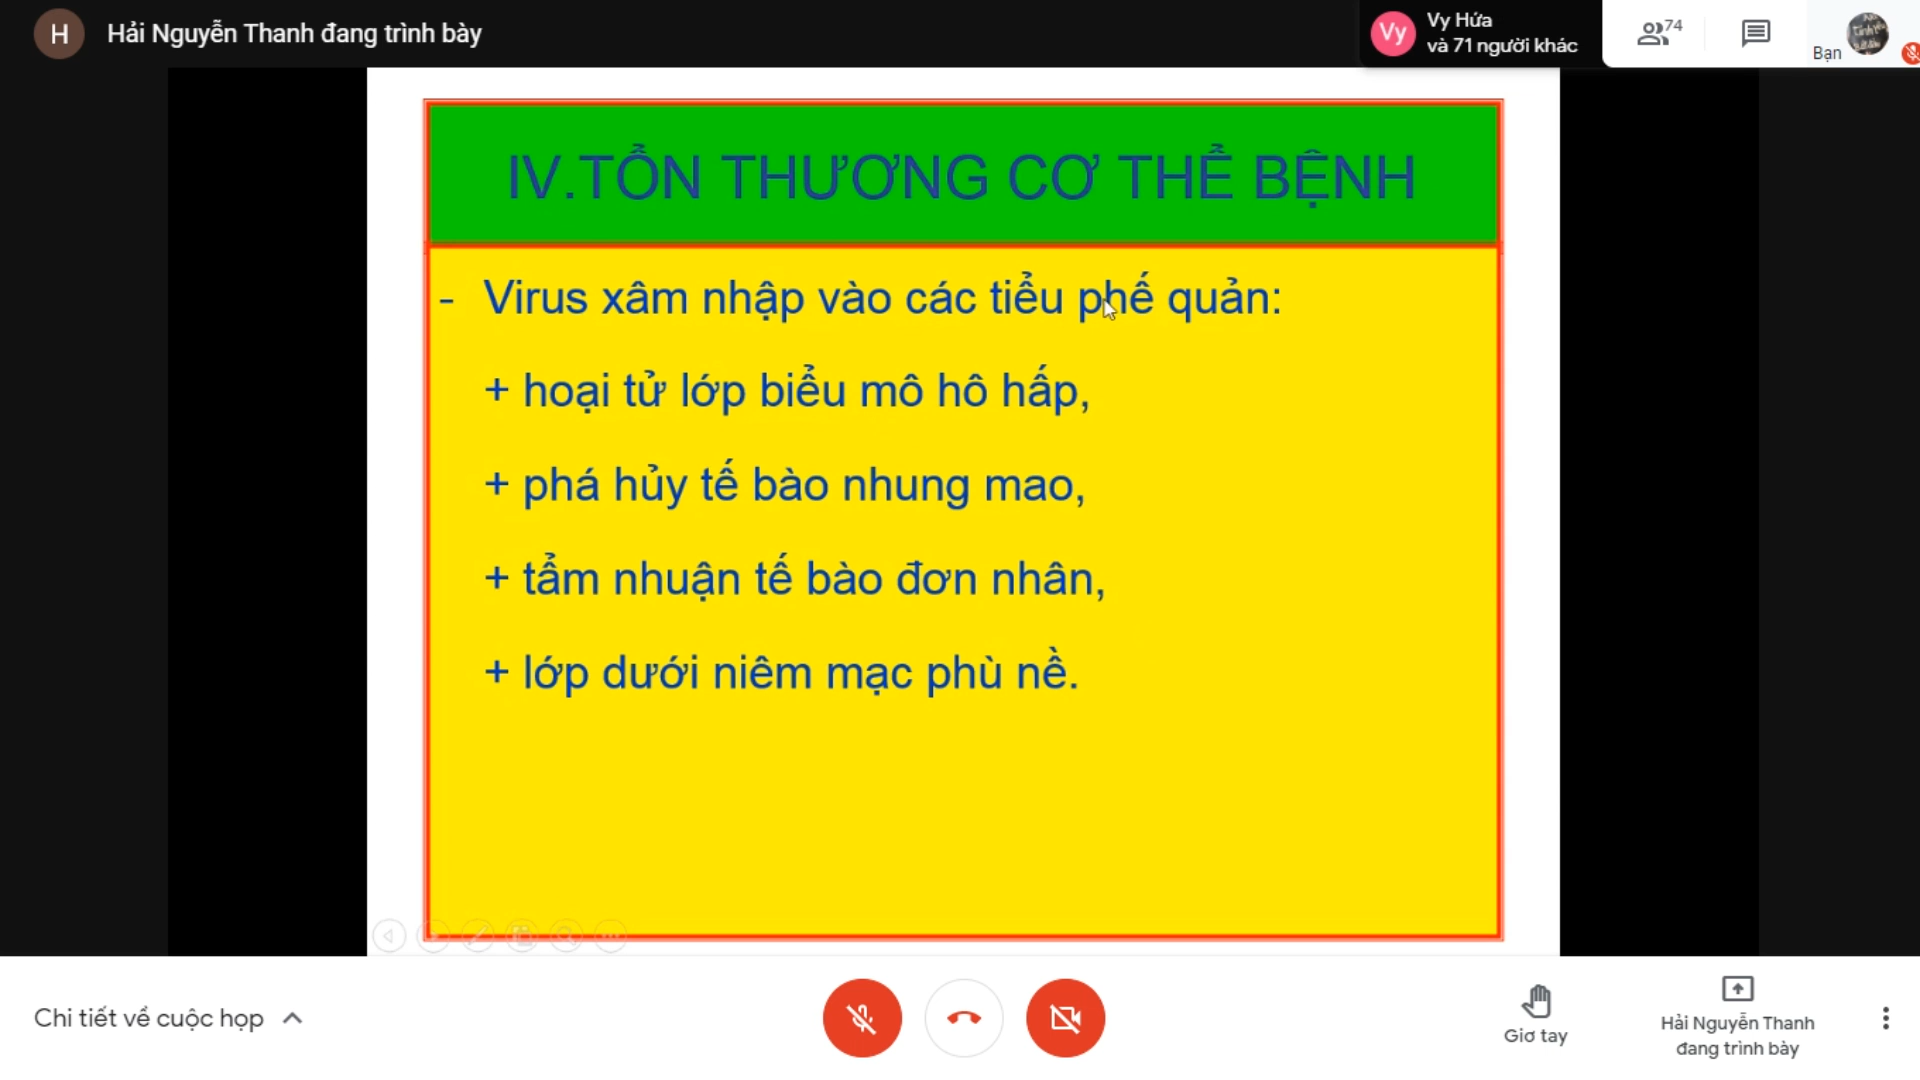 H
Hải Nguyễn Thanh đang trình bày
Vy
Vy Hứa
và 71 người khác
74
Bạn
IV.TỔN THƯƠNG CƠ THỂ BỆNH
- Virus xâm nhập vào các tiểu phế quản:
+ hoại tử lớp biểu mô hô hấp,
+ phá hủy tế bào nhung mao,
+ tẩm nhuận tế bào đơn nhân,
+ lớp dưới niêm mạc phù nề.
Chi tiết về cuộc họp
Giơ tay
Hải Nguyễn Thanh
đang trình bày